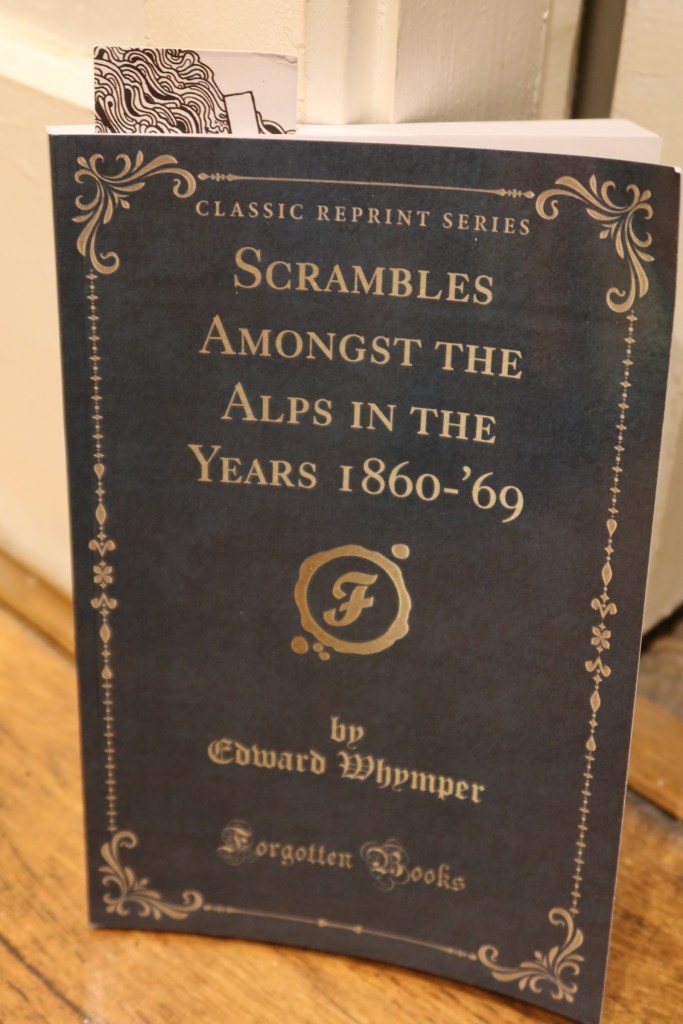 CLASSIC REPRINT SERIES
SCRAMBLES
AMONGST THE
ALPS IN THE
YEARS 1860-'69
F
by
Edward Whymper
Forgotten Books